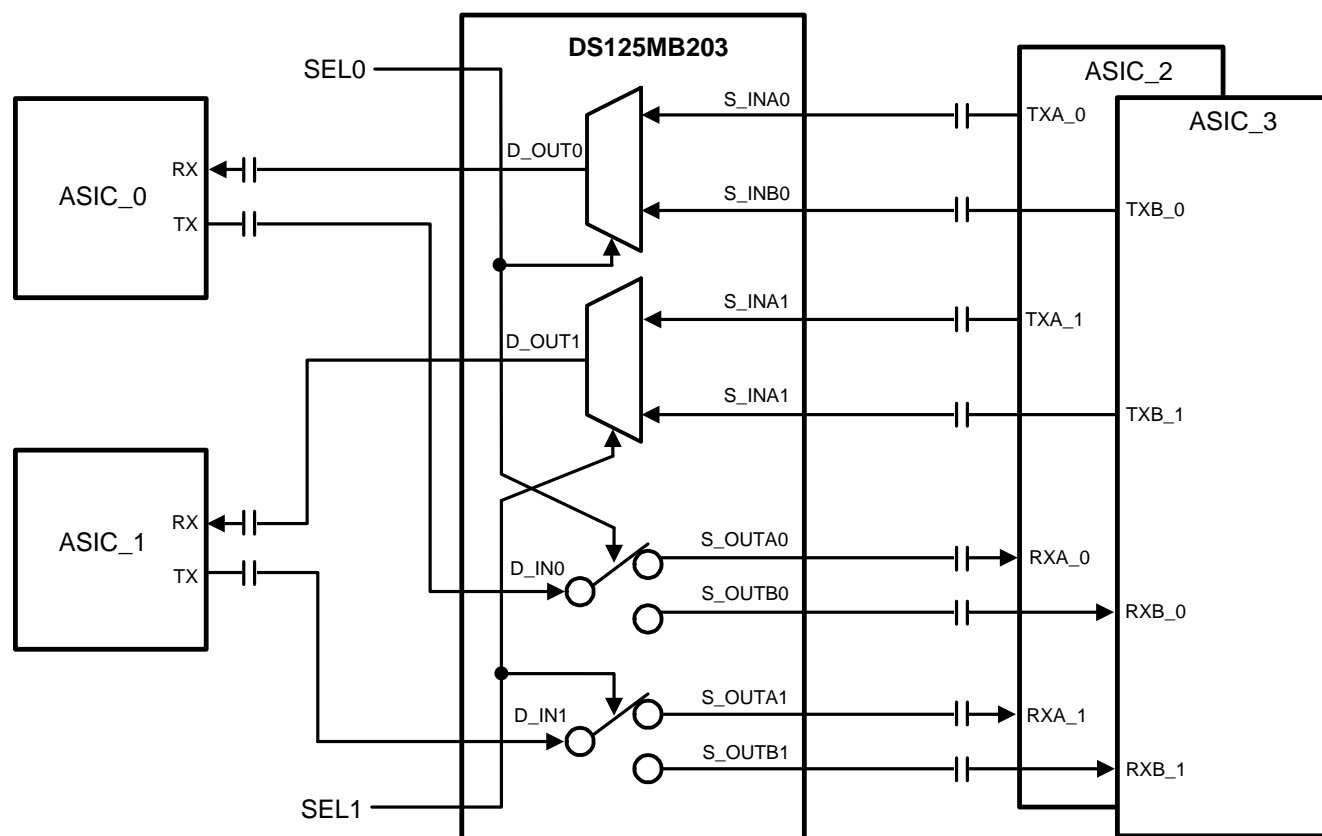 DS125MB203
SEL0
ASIC_2
S_INA0
TXA_0
ASIC_3
D_OUT0
RX
ASIC_0
S_INB0
TXB_0
TX
S_INA1
TXA_1
D_OUT1
S_INA1
TXB_1
RX
ASIC_1
S_OUTA0
RXA_0
TX
D_IN0
S_OUTB0
RXB_0
S_OUTA1
RXA_1
D_IN1
S_OUTB1
RXB_1
SEL1